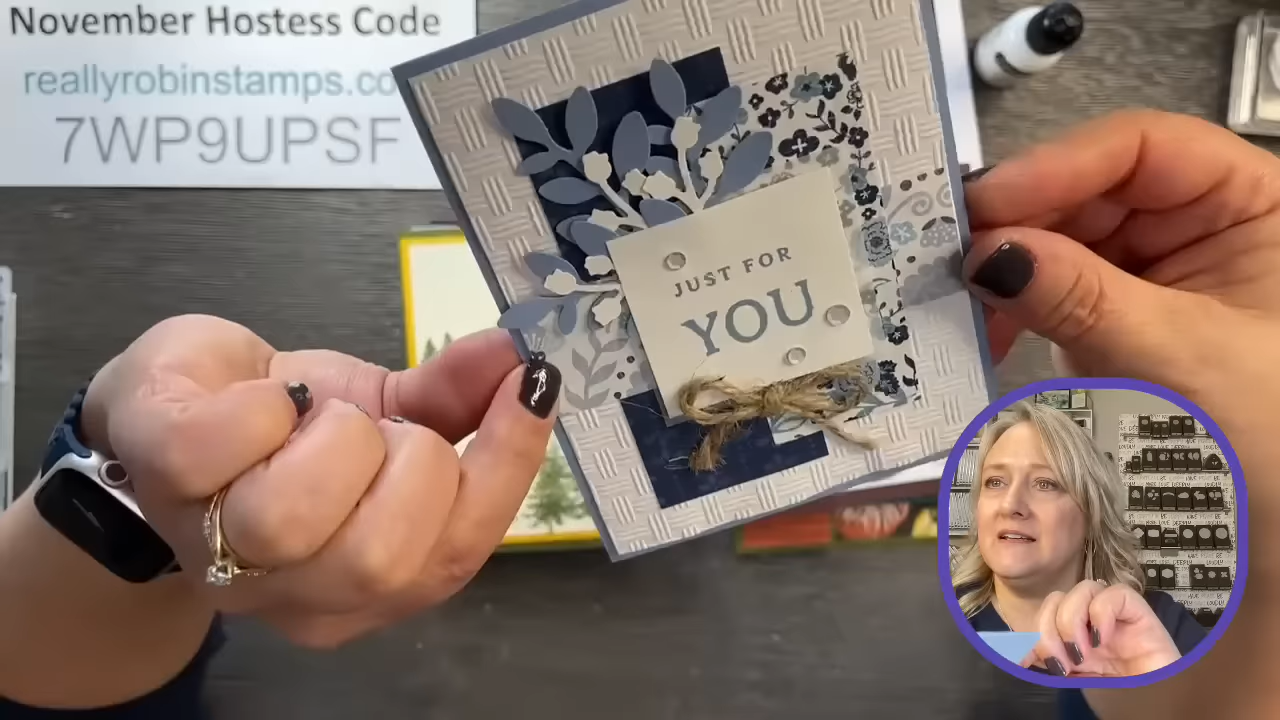 November Hostess Code
reallyrobinstamps.co
7WP9UPSF
JUST FOR
YOU